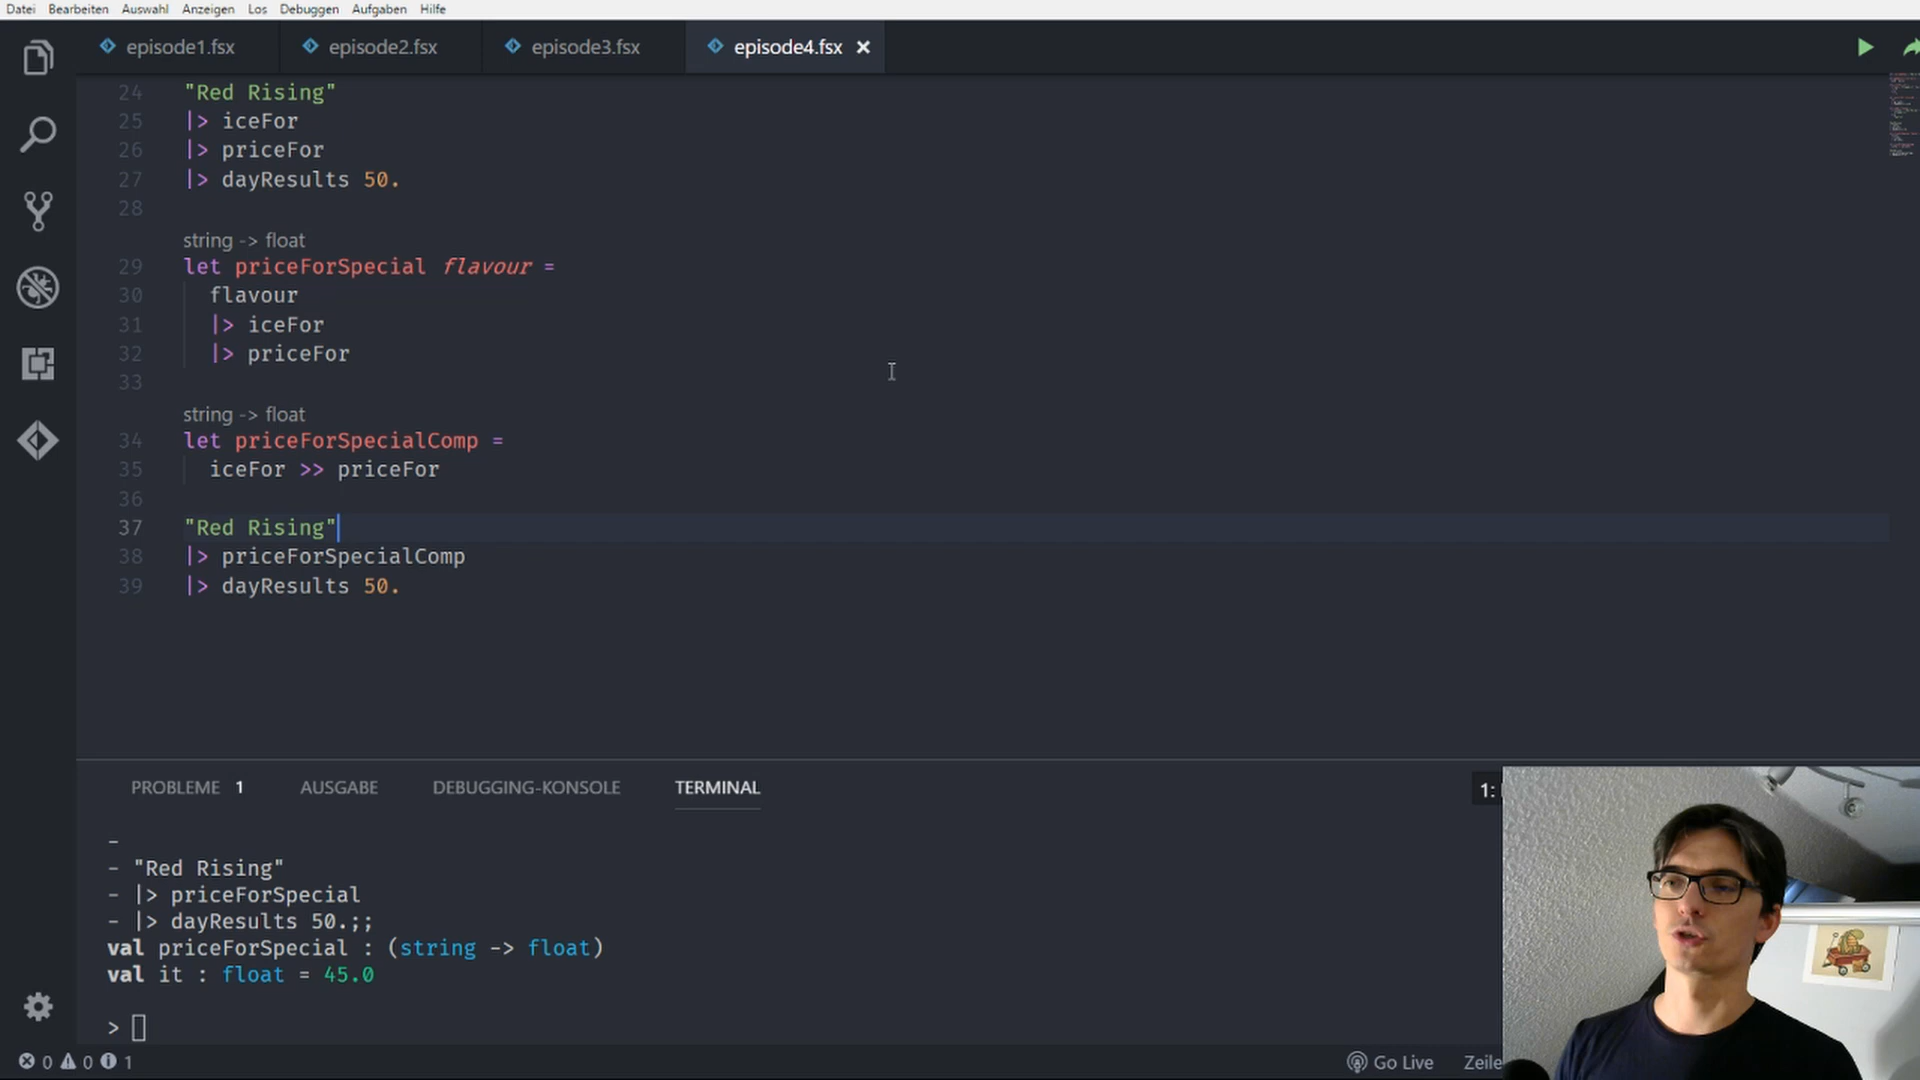 Datei Bearbeiten Auswahl Anzeigen Los Debuggen Aufgaben Hilfe
episode1.fsx episode2.fsx episode3.fsx episode4.fsx
24 "Red Rising"
25 |> iceFor
26 |> priceFor
27 |> dayResults 50.
28
string -> float
29 let priceForSpecial flavour =
30 flavour
31 |> iceFor
32 |> priceFor
33
string -> float
34 let priceForSpecialComp =
35 iceFor >> priceFor
36
37 "Red Rising"
38 |> priceForSpecialComp
39 |> dayResults 50.
PROBLEME 1 AUSGABE DEBUGGING-KONSOLE TERMINAL 1:
-
- "Red Rising"
- |> priceForSpecial
- |> dayResults 50.;;
val priceForSpecial : (string -> float)
val it : float = 45.0
>
0 0 1 Go Live Zeile